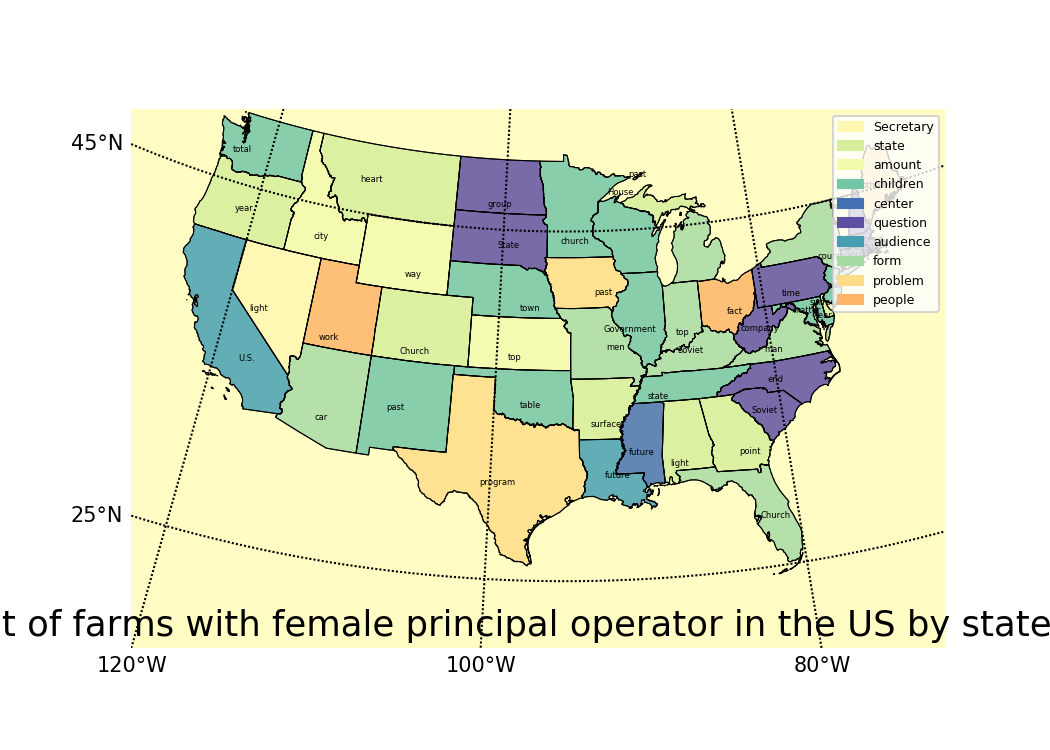 45°N
25°N
120°W
100°W
80°W
total
year
heart
city
way
light
work
U.S.
car
past
Church
group
State
town
top
table
program
church
past
House
past
Government
men
surface
future
future
light
state
top
Soviet
fact
company
man
end
Soviet
point
Church
time
Secretary
state
amount
children
center
question
audience
form
problem
people
t of farms with female principal operator in the US by state